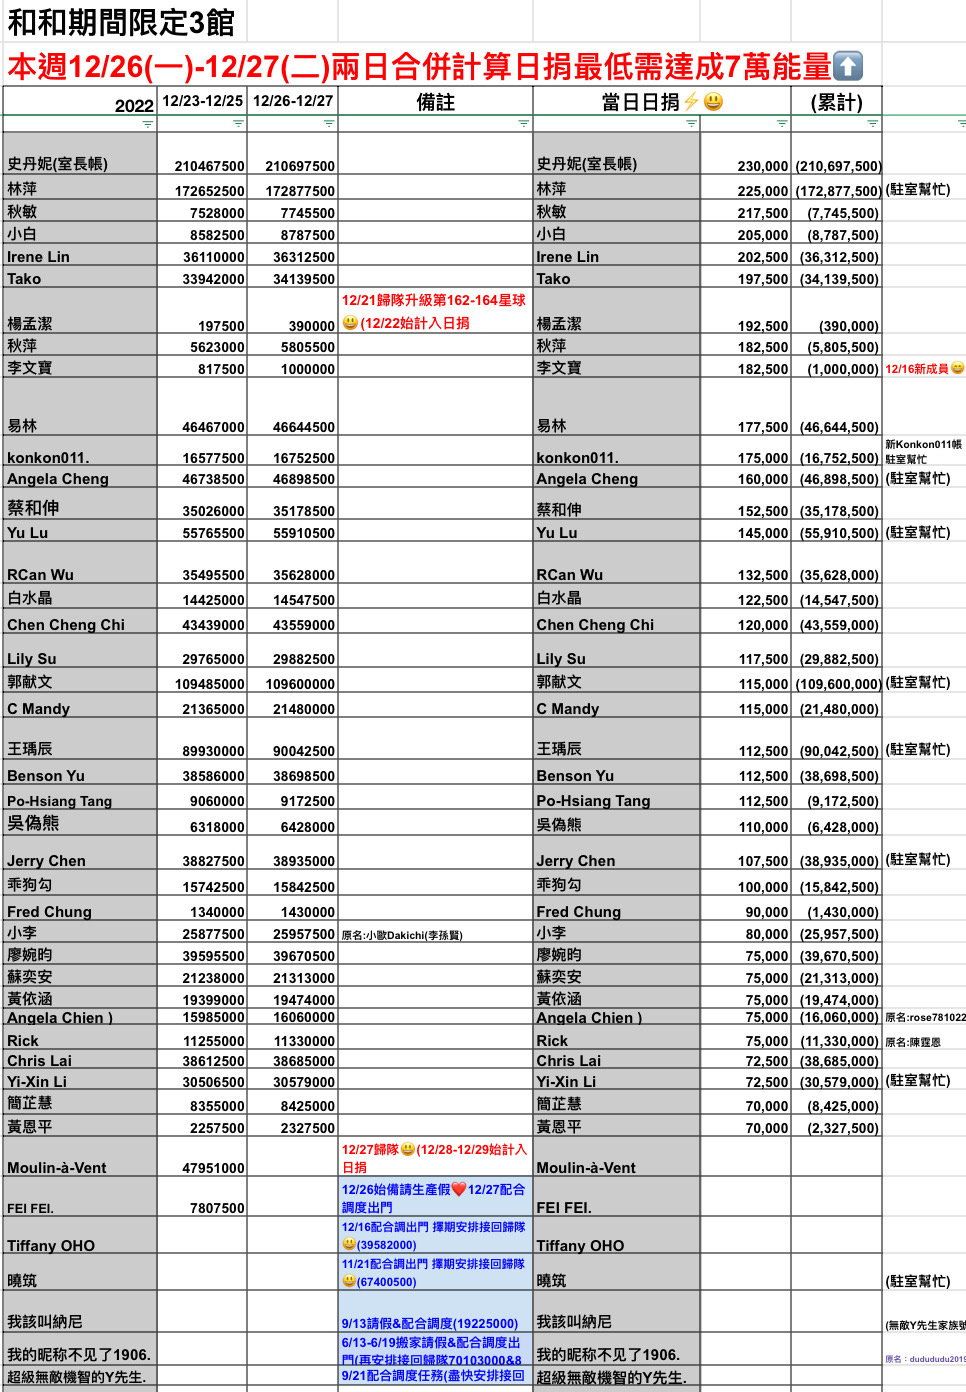 和和期間限定3館
本週12/26(一)-12/27(二)兩日合併計算日捐最低需達成7萬能量⬆️
2022 12/23-12/25 12/26-12/27 備註 當日日捐⚡😃 (累計)
史丹妮(室長帳) 210467500 210697500 史丹妮(室長帳) 230,000 (210,697,500)
林萍 172652500 172877500 林萍 225,000 (172,877,500) (駐室幫忙)
秋敏 7528000 7745500 秋敏 217,500 (7,745,500)
小白 8582500 8787500 小白 205,000 (8,787,500)
Irene Lin 36110000 36312500 Irene Lin 202,500 (36,312,500)
Tako 33942000 34139500 Tako 197,500 (34,139,500)
12/21歸隊升級第162-164星球
楊孟潔 197500 390000 😃(12/22始計入日捐 楊孟潔 192,500 (390,000)
秋萍 5623000 5805500 秋萍 182,500 (5,805,500)
李文寶 817500 1000000 李文寶 182,500 (1,000,000) 12/16新成員😄
易林 46467000 46644500 易林 177,500 (46,644,500)
新Konkon011帳
konkon011. 16577500 16752500 konkon011. 175,000 (16,752,500) 駐室幫忙
Angela Cheng 46738500 46898500 Angela Cheng 160,000 (46,898,500) (駐室幫忙)
蔡和伸 35026000 35178500 蔡和伸 152,500 (35,178,500)
Yu Lu 55765500 55910500 Yu Lu 145,000 (55,910,500) (駐室幫忙)
RCan Wu 35495500 35628000 RCan Wu 132,500 (35,628,000)
白水晶 14425000 14547500 白水晶 122,500 (14,547,500)
Chen Cheng Chi 43439000 43559000 Chen Cheng Chi 120,000 (43,559,000)
Lily Su 29765000 29882500 Lily Su 117,500 (29,882,500)
郭献文 109485000 109600000 郭献文 115,000 (109,600,000) (駐室幫忙)
C Mandy 21365000 21480000 C Mandy 115,000 (21,480,000)
王瑀辰 89930000 90042500 王瑀辰 112,500 (90,042,500) (駐室幫忙)
Benson Yu 38586000 38698500 Benson Yu 112,500 (38,698,500)
Po-Hsiang Tang 9060000 9172500 Po-Hsiang Tang 112,500 (9,172,500)
吳偽熊 6318000 6428000 吳偽熊 110,000 (6,428,000)
Jerry Chen 38827500 38935000 Jerry Chen 107,500 (38,935,000) (駐室幫忙)
乖狗勾 15742500 15842500 乖狗勾 100,000 (15,842,500)
Fred Chung 1340000 1430000 Fred Chung 90,000 (1,430,000)
小李 25877500 25957500 原名:小歐Dakichi(李孫賢) 小李 80,000 (25,957,500)
廖婉昀 39595500 39670500 廖婉昀 75,000 (39,670,500)
蘇奕安 21238000 21313000 蘇奕安 75,000 (21,313,000)
黃依涵 19399000 19474000 黃依涵 75,000 (19,474,000)
Angela Chien ) 15985000 16060000 Angela Chien ) 75,000 (16,060,000) 原名:rose781022
Rick 11255000 11330000 Rick 75,000 (11,330,000) 原名:陳霆恩
Chris Lai 38612500 38685000 Chris Lai 72,500 (38,685,000)
Yi-Xin Li 30506500 30579000 Yi-Xin Li 72,500 (30,579,000) (駐室幫忙)
簡芷慧 8355000 8425000 簡芷慧 70,000 (8,425,000)
黃恩平 2257500 2327500 黃恩平 70,000 (2,327,500)
12/27歸隊😃(12/28-12/29始計入
Moulin-à-Vent 47951000 日捐 Moulin-à-Vent
12/26始備請生產假❤️12/27配合
FEI FEI. 7807500 調度出門 FEI FEI.
12/16配合調出門 擇期安排接回歸隊
Tiffany OHO 😃(39582000) Tiffany OHO
11/21配合調出門 擇期安排接回歸隊
曉筑 😃(67400500) 曉筑 (駐室幫忙)
我該叫納尼 9/13請假&配合調度(19225000) 我該叫納尼 (無敵Y先生家族號
6/13-6/19搬家請假&配合調度出
我的昵称不见了1906. 門(再安排接回歸隊70103000&8 我的昵称不见了1906. 原名：dudududu2019
超級無敵機智的Y先生. 9/21配合調度任務(盡快安排接回 超級無敵機智的Y先生.